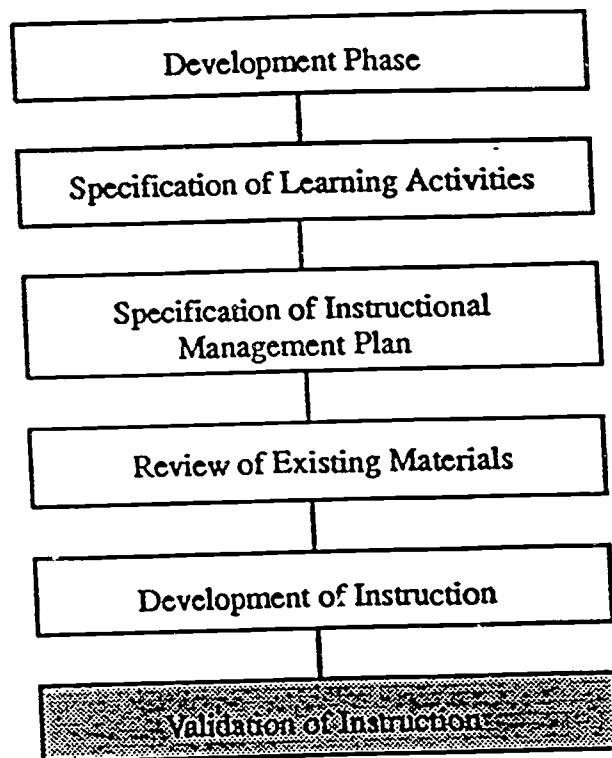 Development Phase
Specification of Learning Activities
Specification of Instructional
Management Plan
Review of Existing Materials
Development of Instruction
Validation of Instruction